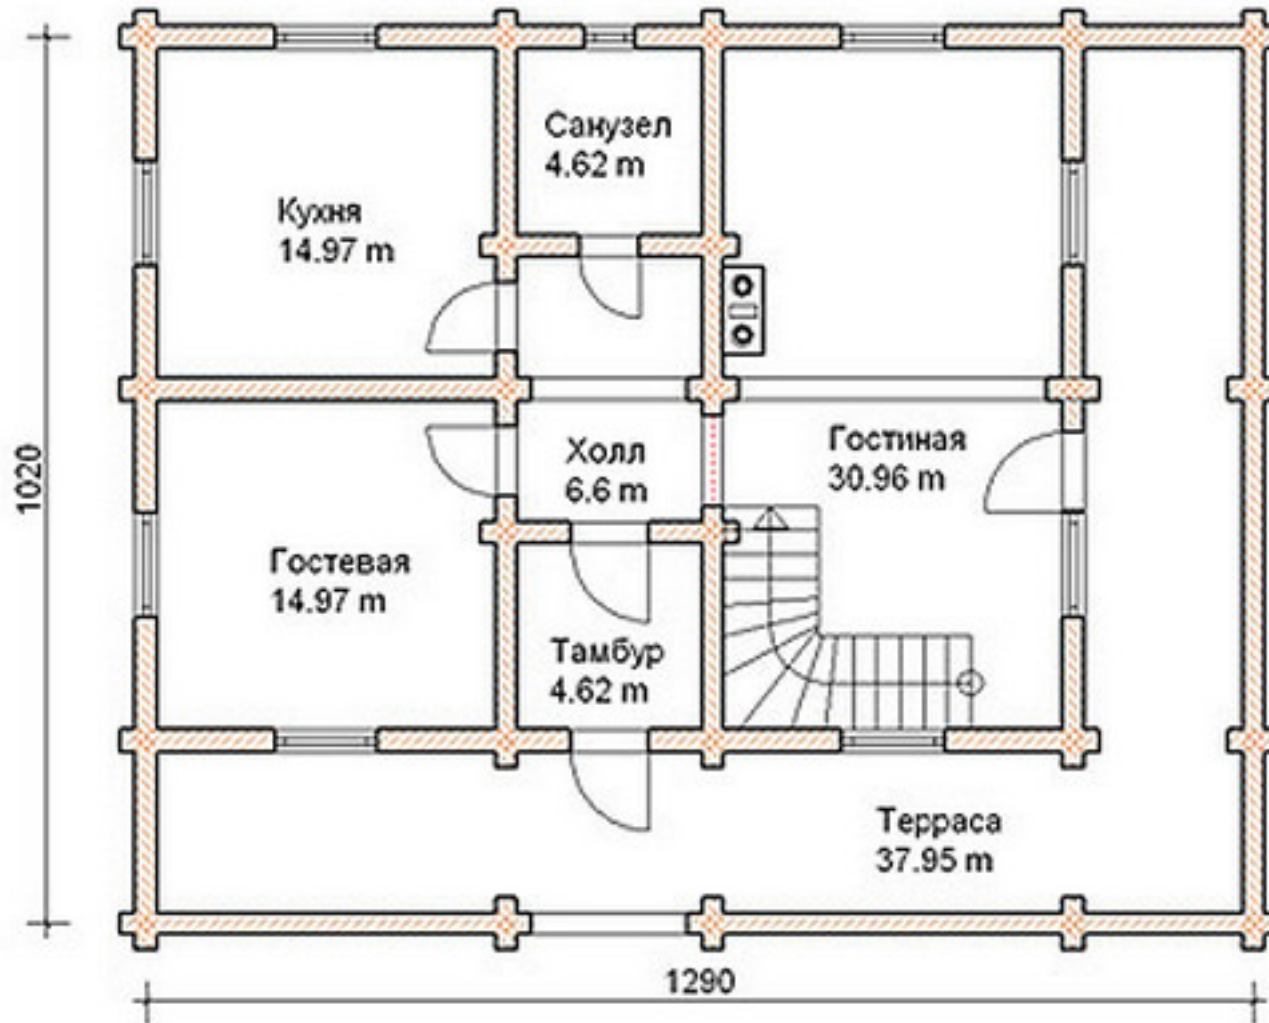 Санузел
4.62 m
Кухня
14.97 m
Гостиная
30.96 m
Холл
6.6 m
1020
Гостевая
14.97 m
Тамбур
4.62 m
Терраса
37.95 m
1290